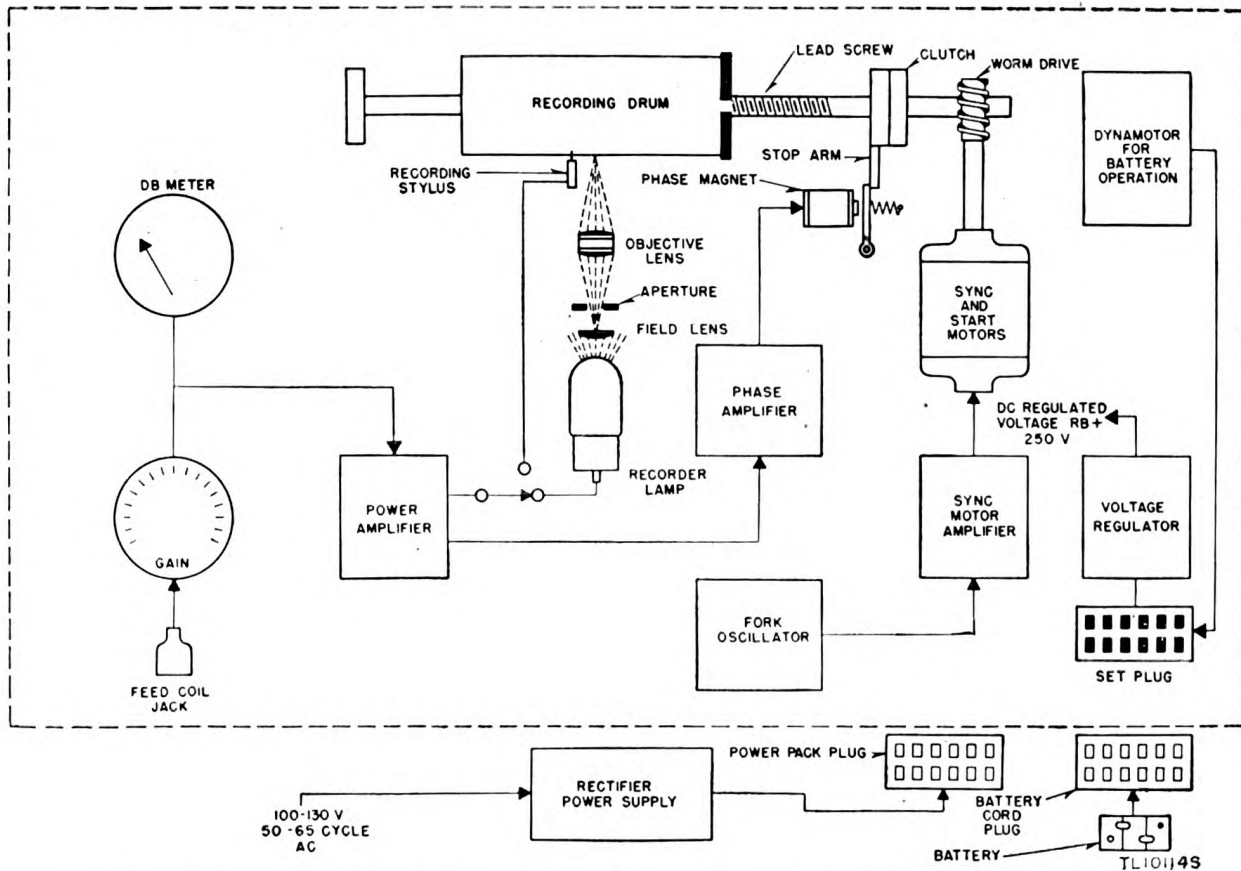 LEAD SCREW
CLUTCH
WORM DRIVE
RECORDING DRUM
DYNAMOTOR
FOR
BATTERY
OPERATION
STOP ARM
RECORDING
STYLUS
PHASE MAGNET
DB METER
OBJECTIVE
LENS
APERTURE
FIELD LENS
SYNC
AND
START
MOTORS
PHASE
AMPLIFIER
DC REGULATED
VOLTAGE RB+
250 V
RECORDER
LAMP
POWER
AMPLIFIER
SYNC
MOTOR
AMPLIFIER
VOLTAGE
REGULATOR
GAIN
FORK
OSCILLATOR
FEED COIL
JACK
SET PLUG
POWER PACK PLUG
RECTIFIER
POWER SUPPLY
100-130 V
50-65 CYCLE
AC
BATTERY
CORD
PLUG
BATTERY
TL10114S